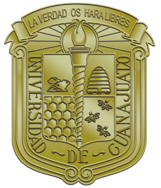 LA VERDAD OS HARA LIBRES
UNIVERSIDAD
DE
GUANAJUATO